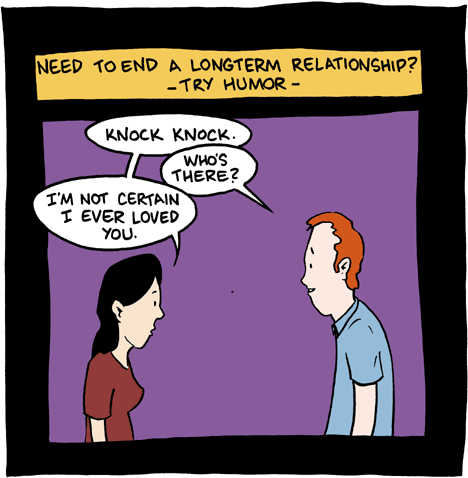 NEED TO END A LONGTERM RELATIONSHIP?
-TRY HUMOR-
KNOCK KNOCK.
WHO'S
THERE?
I'M NOT CERTAIN
I EVER LOVED
YOU.